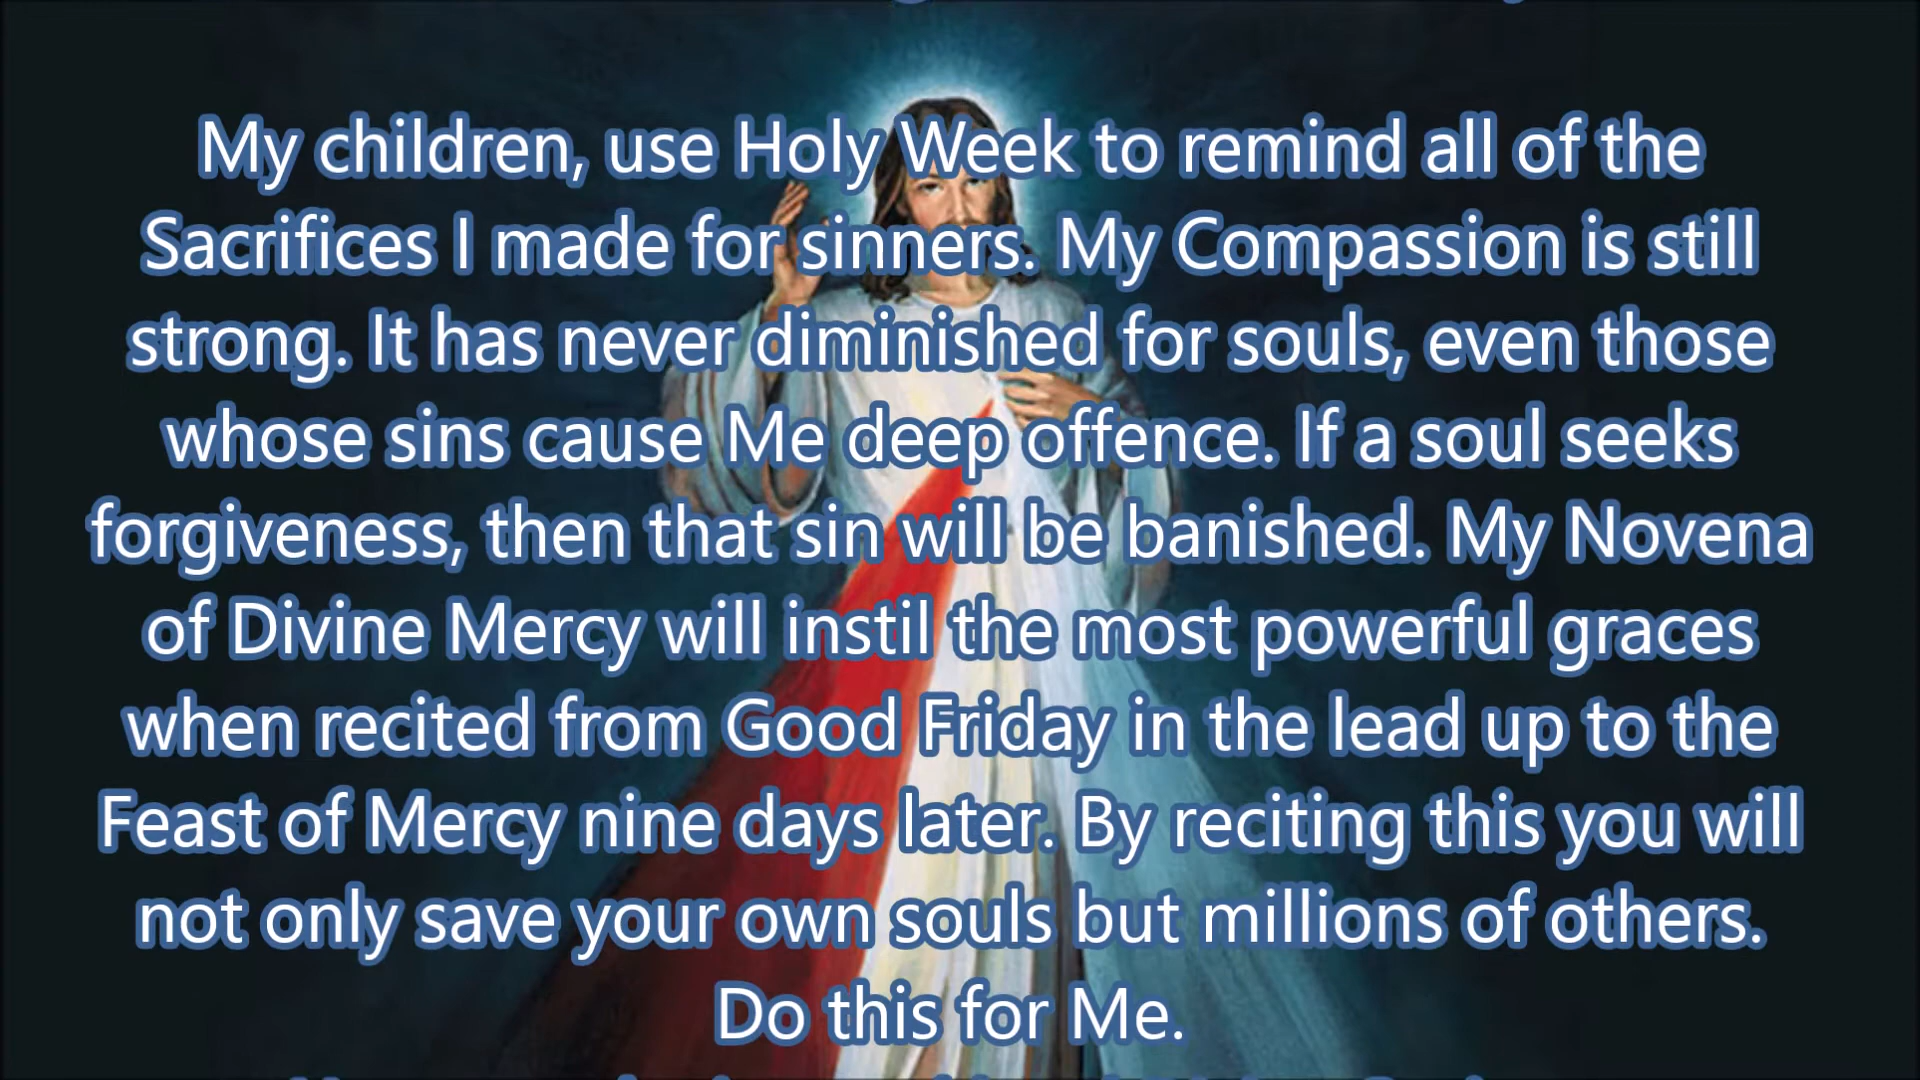 My children, use Holy Week to remind all of the
Sacrifices I made for sinners. My Compassion is still
strong. It has never diminished for souls, even those
whose sins cause Me deep offence. If a soul seeks
forgiveness, then that sin will be banished. My Novena
of Divine Mercy will instil the most powerful graces
when recited from Good Friday in the lead up to the
Feast of Mercy nine days later. By reciting this you will
not only save your own souls but millions of others.
Do this for Me.